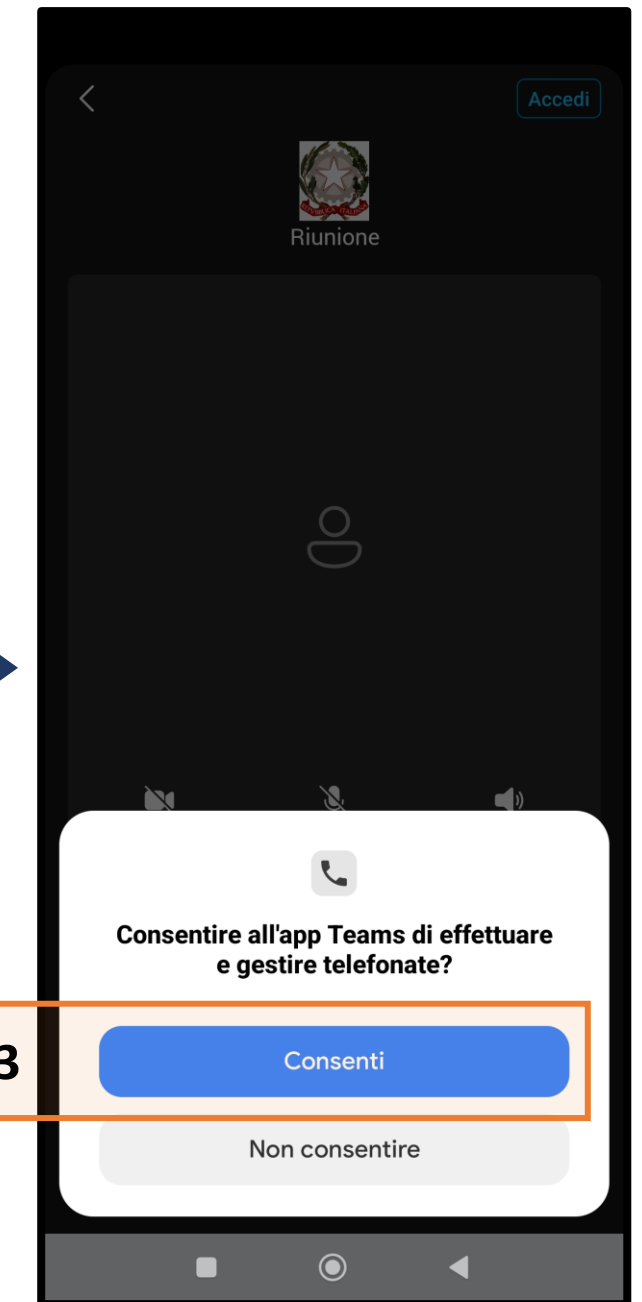 Accedi
Riunione
Consentire all'app Teams di effettuare
e gestire telefonate?
3
Consenti
Non consentire